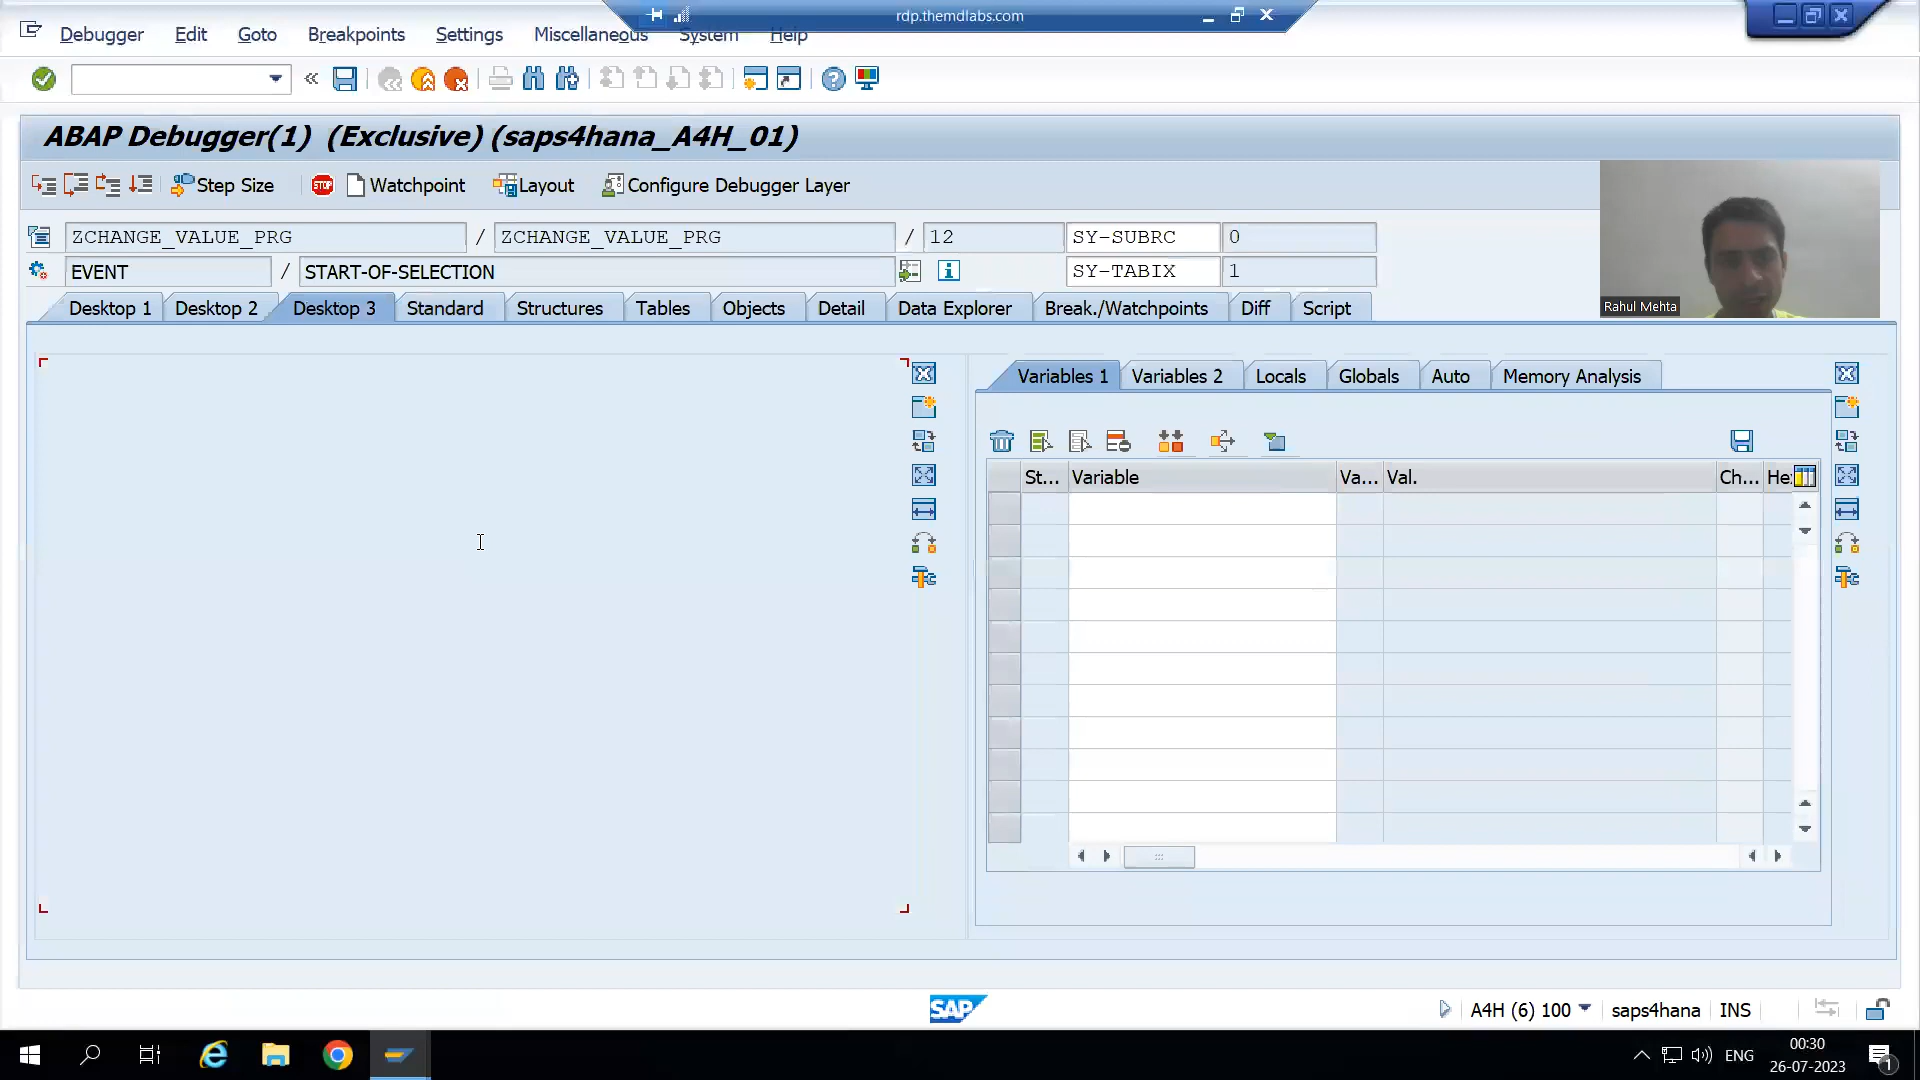 rdp.themdlabs.com
Debugger Edit Goto Breakpoints Settings Miscellaneous System Help
ABAP Debugger(1) (Exclusive) (saps4hana_A4H_01)
Step Size STOP Watchpoint Layout Configure Debugger Layer
ZCHANGE_VALUE_PRG / ZCHANGE_VALUE_PRG / 12 SY-SUBRC 0
EVENT / START-OF-SELECTION SY-TABIX 1
Rahul Mehta
Desktop 1 Desktop 2 Desktop 3 Standard Structures Tables Objects Detail Data Explorer Break./Watchpoints Diff Script
Variables 1 Variables 2 Locals Globals Auto Memory Analysis
St... Variable Va... Val. Ch... He
SAP A4H (6) 100 saps4hana INS
ENG
00:30
26-07-2023
1